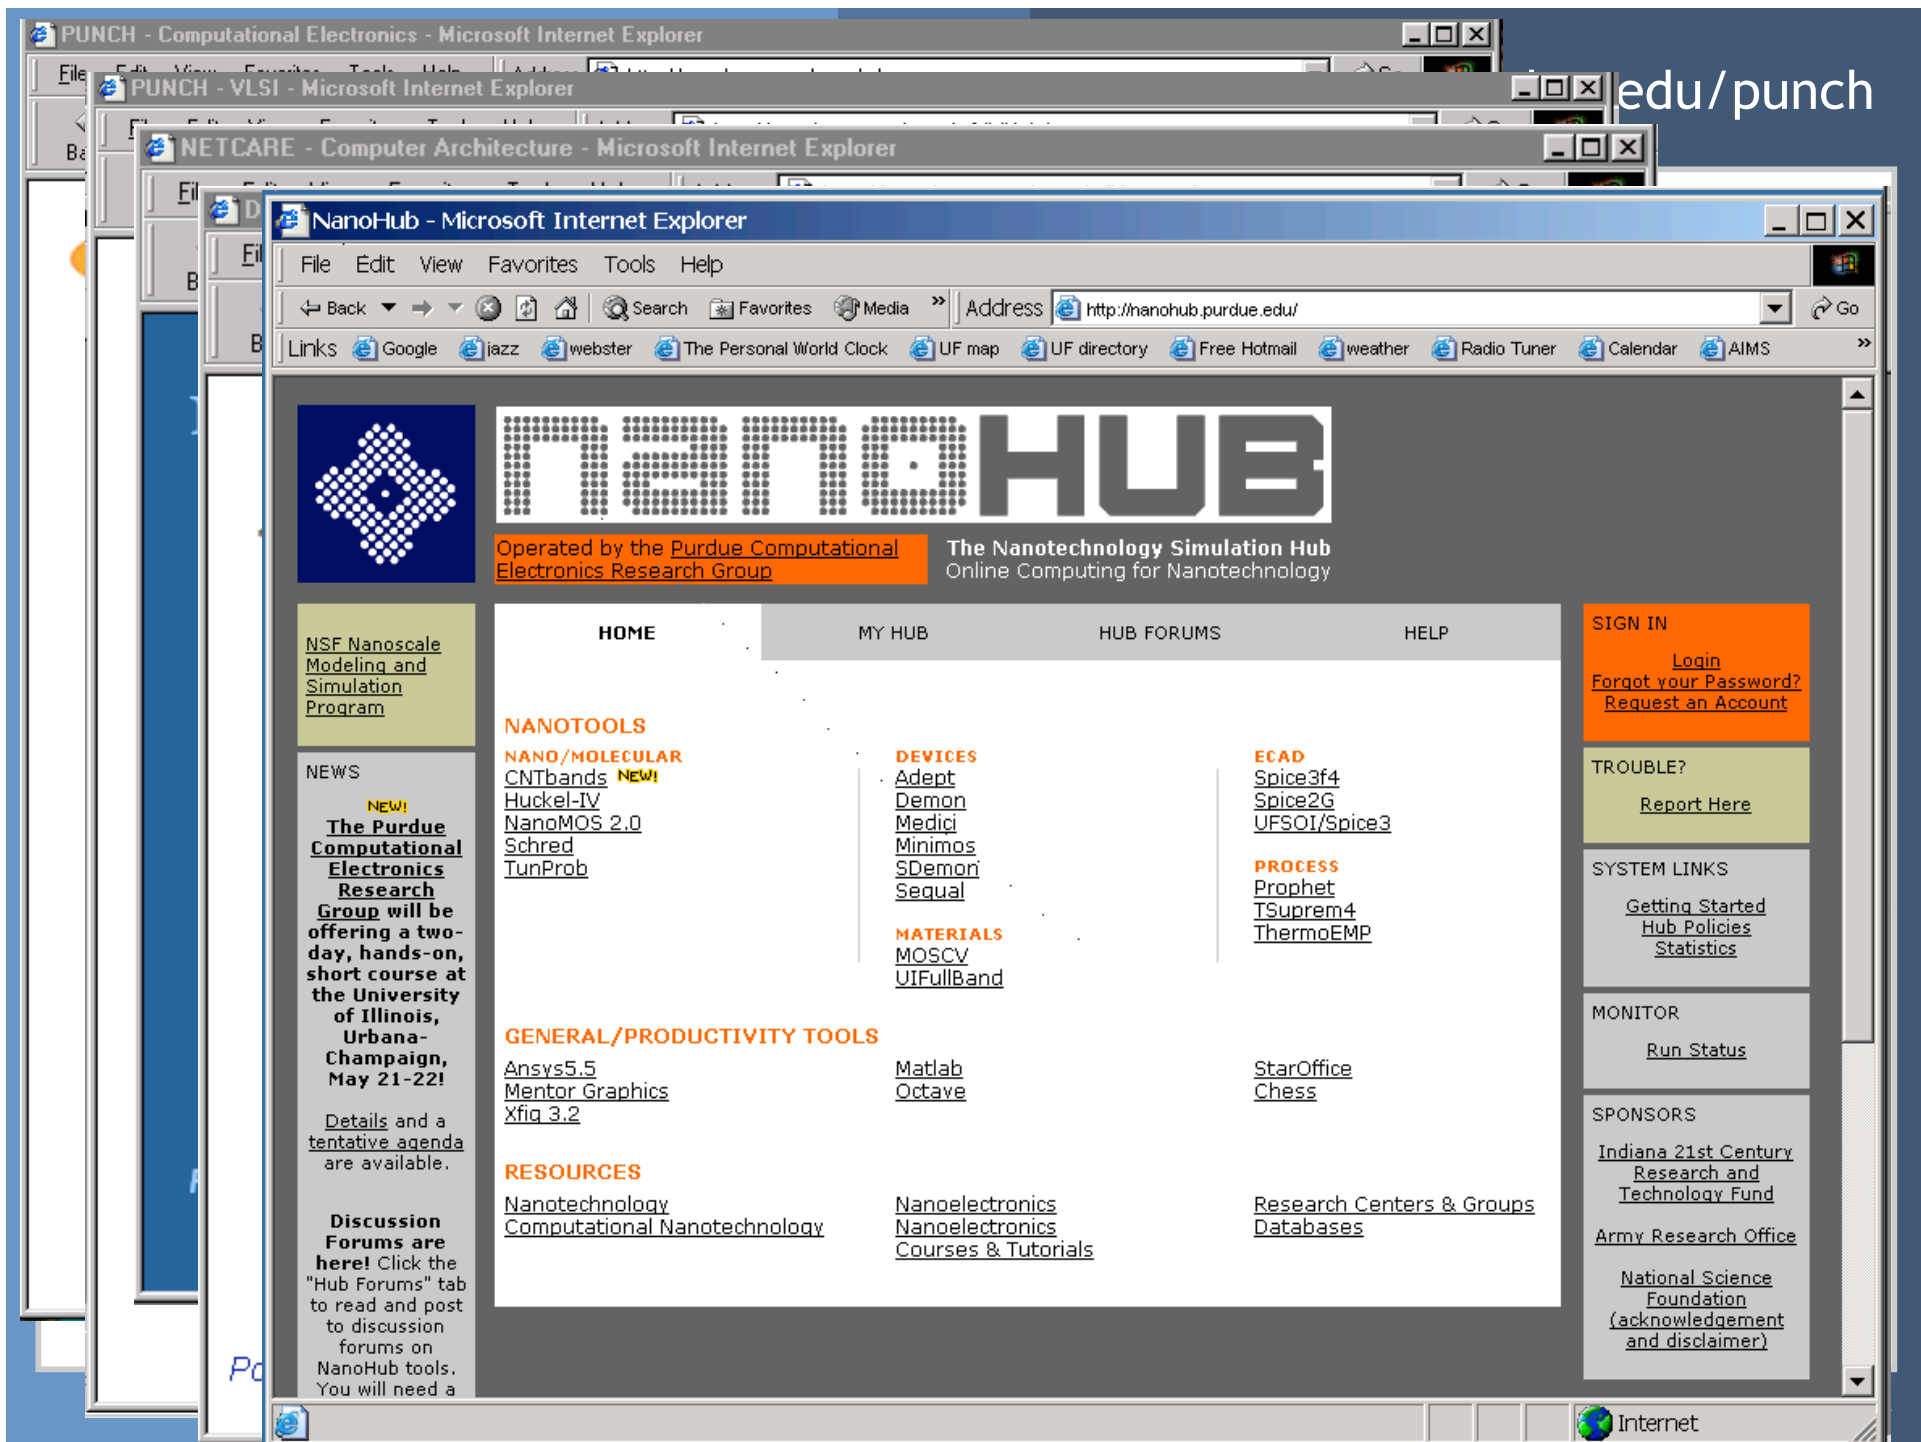 PUNCH - Computational Electronics - Microsoft Internet Explorer
File
edu/punch
PUNCH - VLSI - Microsoft Internet Explorer
NETCARE - Computer Architecture - Microsoft Internet Explorer
NanoHub - Microsoft Internet Explorer
File Edit View Favorites Tools Help
Back Search Favorites Media » Address http://nanohub.purdue.edu/ Go
Links Google jazz webster The Personal World Clock UF map UF directory Free Hotmail weather Radio Tuner Calendar AIMS »
nanoHUB
Operated by the Purdue Computational
Electronics Research Group
The Nanotechnology Simulation Hub
Online Computing for Nanotechnology
HOME MY HUB HUB FORUMS HELP
NSF Nanoscale
Modeling and
Simulation
Program
NEWS
NEW!
The Purdue
Computational
Electronics
Research
Group will be
offering a two-
day, hands-on,
short course at
the University
of Illinois,
Urbana-
Champaign,
May 21-22!
Details and a
tentative agenda
are available.
Discussion
Forums are
here! Click the
"Hub Forums" tab
to read and post
to discussion
forums on
NanoHub tools.
You will need a
NANOTOOLS
NANO/MOLECULAR
CNTbands NEW!
Huckel-IV
NanoMOS 2.0
Schred
TunProb
DEVICES
Adept
Demon
Medici
Minimos
SDemon
Sequal
MATERIALS
MOSCV
UIFullBand
ECAD
Spice3f4
Spice2G
UFSOI/Spice3
PROCESS
Prophet
TSuprem4
ThermoEMP
GENERAL/PRODUCTIVITY TOOLS
Ansys5.5
Mentor Graphics
Xfig 3.2
Matlab
Octave
StarOffice
Chess
RESOURCES
Nanotechnology
Computational Nanotechnology
Nanoelectronics
Nanoelectronics
Courses & Tutorials
Research Centers & Groups
Databases
SIGN IN
Login
Forgot your Password?
Request an Account
TROUBLE?
Report Here
SYSTEM LINKS
Getting Started
Hub Policies
Statistics
MONITOR
Run Status
SPONSORS
Indiana 21st Century
Research and
Technology Fund
Army Research Office
National Science
Foundation
(acknowledgement
and disclaimer)
Internet